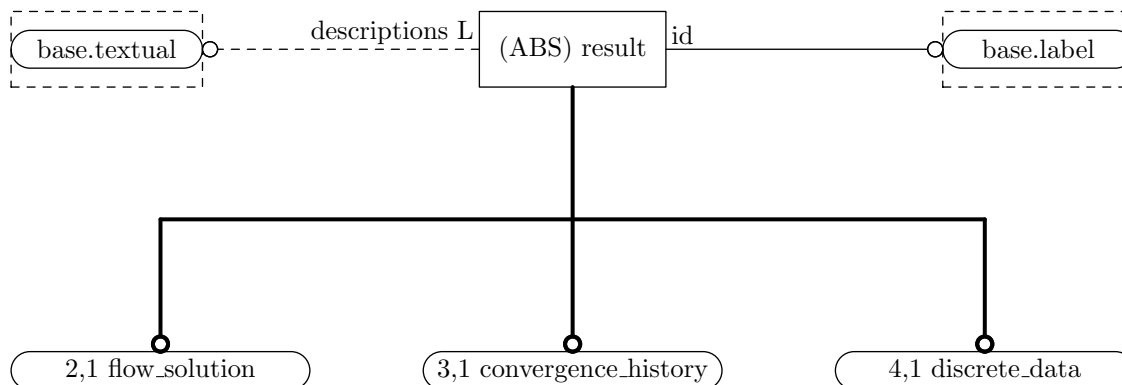 base.textual
descriptions L
(ABS) result
id
base.label
2,1 flow_solution
3,1 convergence_history
4,1 discrete_data